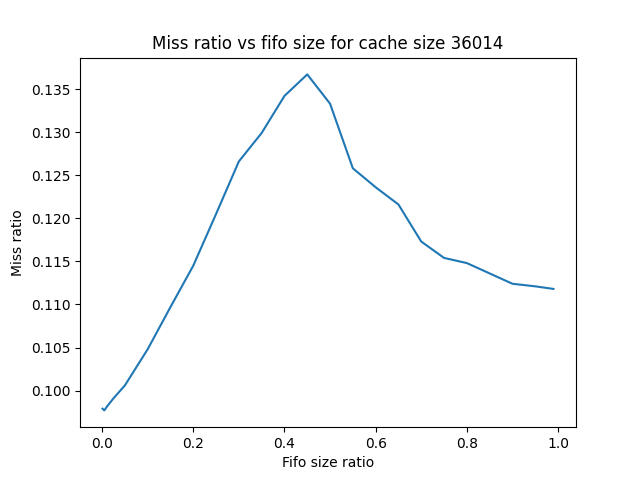 Miss ratio vs fifo size for cache size 36014
0.135
0.130
0.125
0.120
0.115
0.110
0.105
0.100
Miss ratio
0.0 0.2 0.4 0.6 0.8 1.0
Fifo size ratio